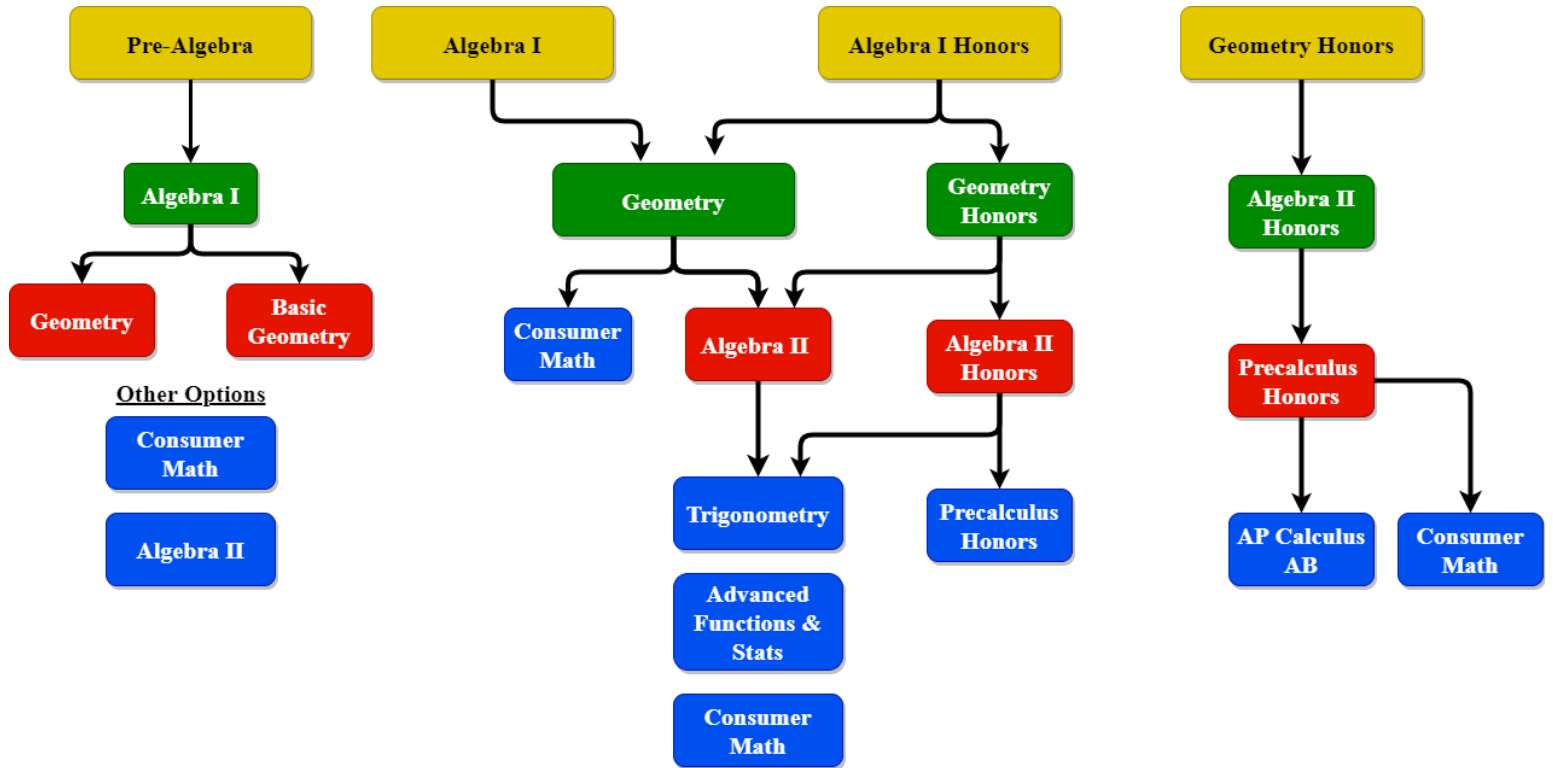 Pre-Algebra
Algebra I
Algebra I Honors
Geometry Honors
Algebra I
Geometry
Geometry
Honors
Algebra II
Honors
Geometry
Basic
Geometry
Consumer
Math
Algebra II
Algebra II
Honors
Precalculus
Honors
Other Options
Consumer
Math
Algebra II
Trigonometry
Precalculus
Honors
AP Calculus
AB
Consumer
Math
Advanced
Functions &
Stats
Consumer
Math